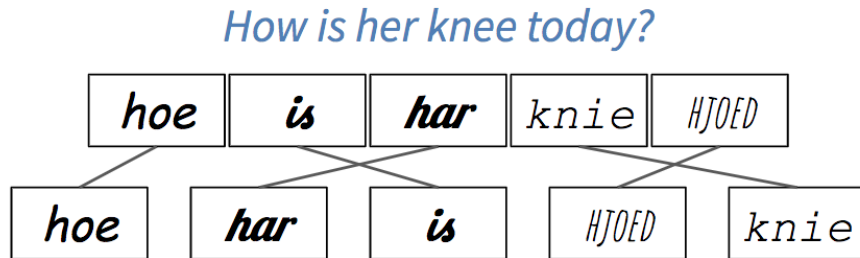 How is her knee today?
hoe is har knie HJOED
hoe har is HJOED knie